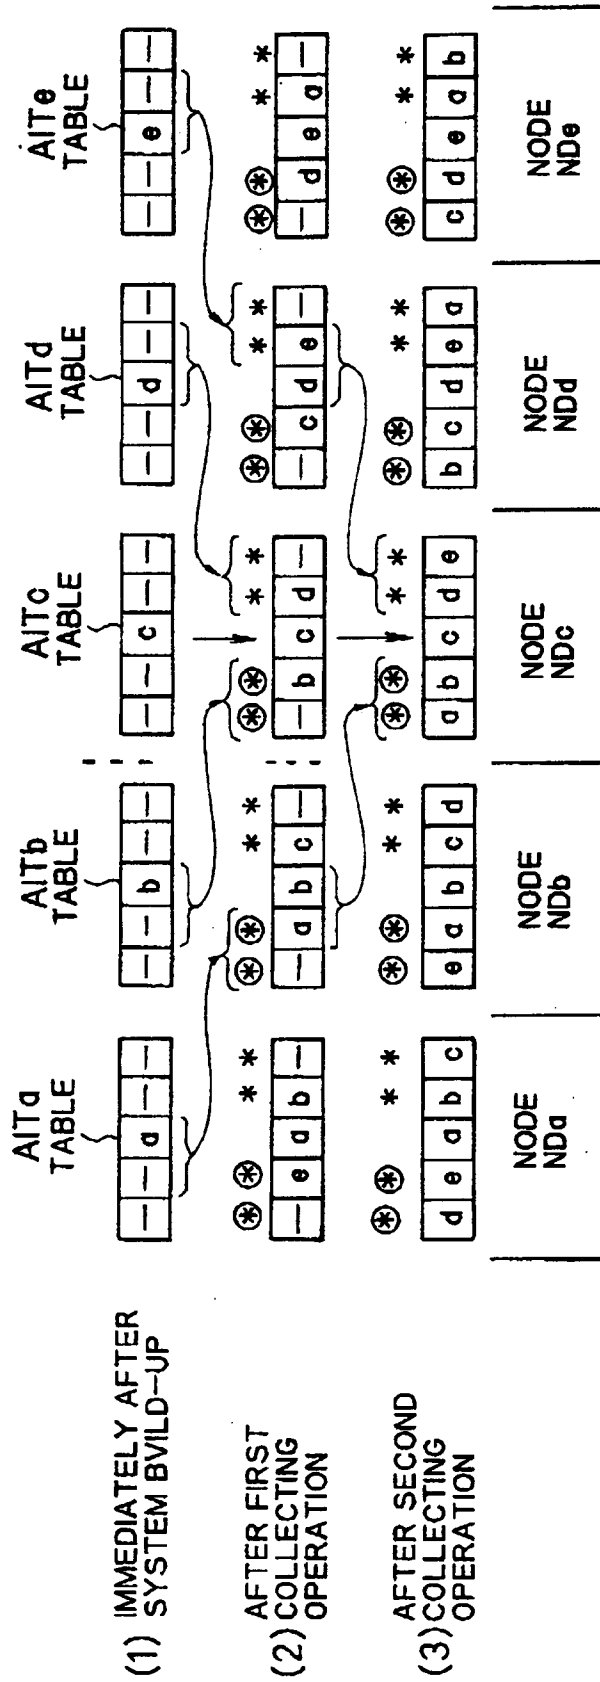 AITa TABLE
AITb TABLE
AITc TABLE
AITd TABLE
AITe TABLE
(1) IMMEDIATELY AFTER
SYSTEM BVILD-UP
— — a — —
— — b — —
— — c — —
— — d — —
— — e — —
(2) AFTER FIRST
COLLECTING
OPERATION
⊛ ⊛ * *
— e a b —
⊛ ⊛ * *
— a b c —
⊛ ⊛ * *
— b c d —
⊛ ⊛ * *
— c d e —
⊛ ⊛ * *
— d e a —
(3) AFTER SECOND
COLLECTING
OPERATION
⊛ ⊛ * *
d e a b c
⊛ ⊛ * *
e a b c d
⊛ ⊛ * *
a b c d e
⊛ ⊛ * *
b c d e a
⊛ ⊛ * *
c d e a b
NODE NDa
NODE NDb
NODE NDc
NODE NDd
NODE NDe